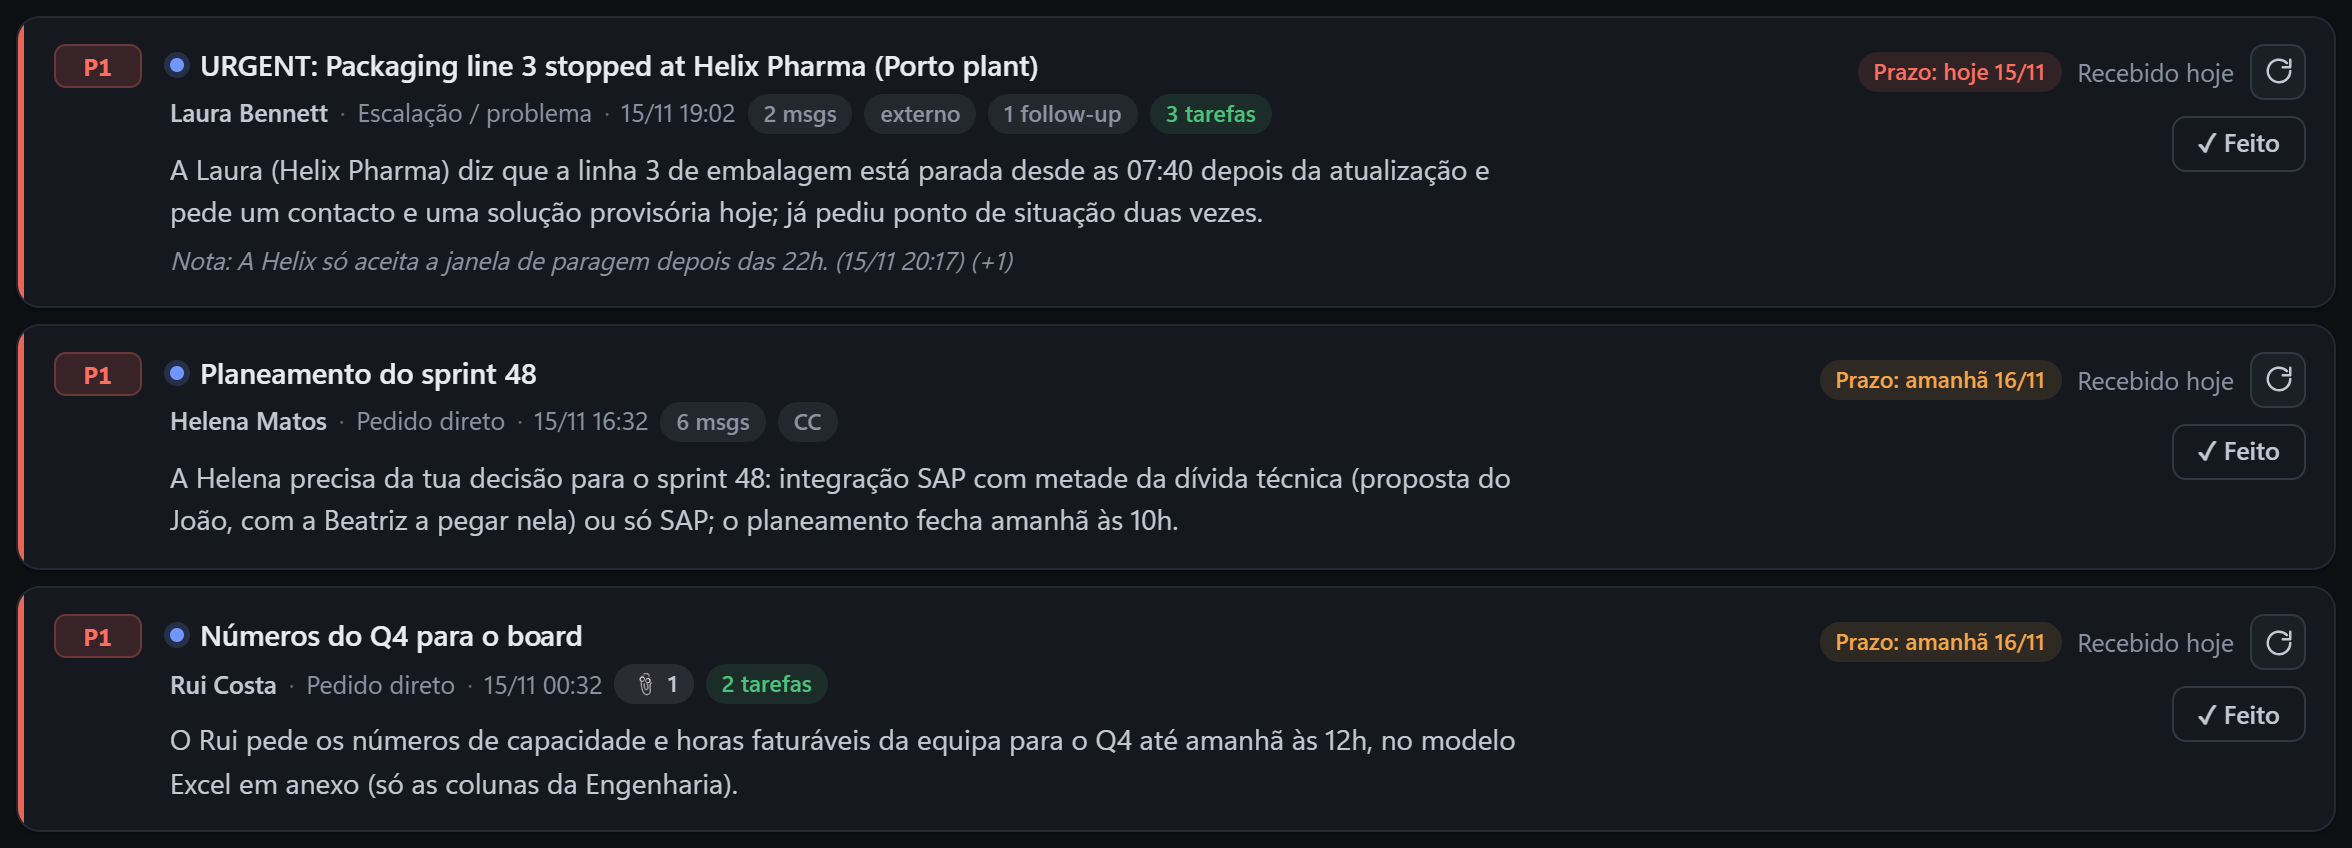 P1 URGENT: Packaging line 3 stopped at Helix Pharma (Porto plant) Prazo: hoje 15/11 Recebido hoje
Laura Bennett · Escalação / problema · 15/11 19:02 2 msgs externo 1 follow-up 3 tarefas
✓ Feito
A Laura (Helix Pharma) diz que a linha 3 de embalagem está parada desde as 07:40 depois da atualização e
pede um contacto e uma solução provisória hoje; já pediu ponto de situação duas vezes.
Nota: A Helix só aceita a janela de paragem depois das 22h. (15/11 20:17) (+1)
P1 Planeamento do sprint 48 Prazo: amanhã 16/11 Recebido hoje
Helena Matos · Pedido direto · 15/11 16:32 6 msgs CC
✓ Feito
A Helena precisa da tua decisão para o sprint 48: integração SAP com metade da dívida técnica (proposta do
João, com a Beatriz a pegar nela) ou só SAP; o planeamento fecha amanhã às 10h.
P1 Números do Q4 para o board Prazo: amanhã 16/11 Recebido hoje
Rui Costa · Pedido direto · 15/11 00:32 1 2 tarefas
✓ Feito
O Rui pede os números de capacidade e horas faturáveis da equipa para o Q4 até amanhã às 12h, no modelo
Excel em anexo (só as colunas da Engenharia).